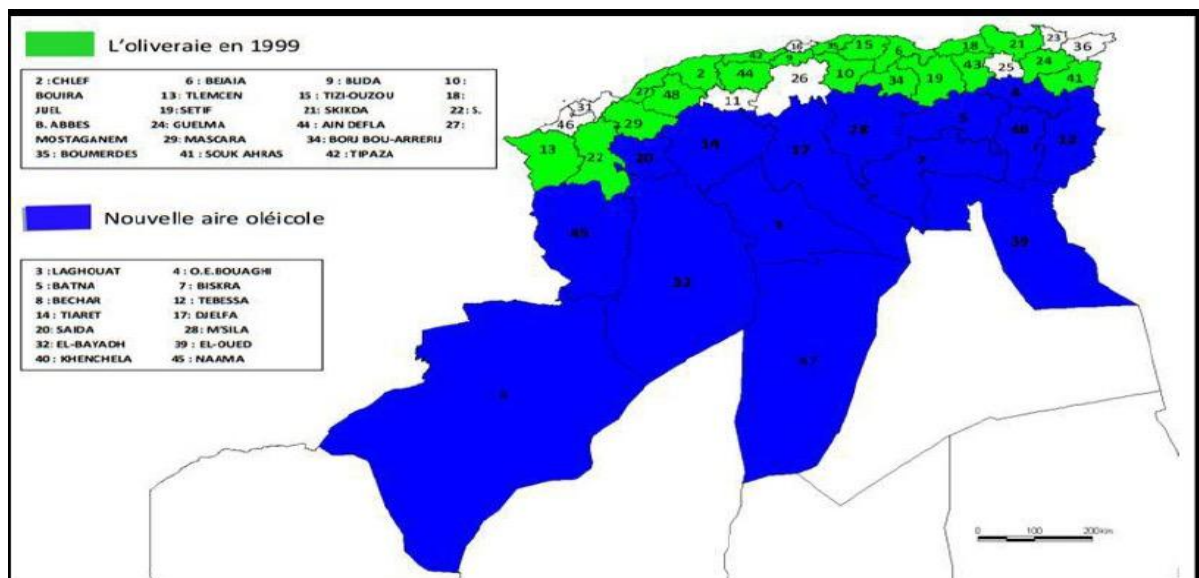 L'oliveraie en 1999
2 : CHLEF 6 : BEJAIA 9 : BLIDA 10 :
BOUIRA 13: TLEMCEN 15 : TIZI-OUZOU 18:
JIJEL 19:SETIF 21: SKIKDA 22: S.
B. ABBES 24: GUELMA 44 : AIN DEFLA 27:
MOSTAGANEM 29: MASCARA 34: BORJ BOU-ARRERIJ
35: BOUMERDES 41 : SOUK AHRAS 42 : TIPAZA
Nouvelle aire oléicole
3 : LAGHOUAT 4 : O.E.BOUAGHI
5 : BATNA 7 : BISKRA
8 : BECHAR 12 : TEBESSA
14 : TIARET 17: DJELFA
20: SAIDA 28: M'SILA
32: EL-BAYADH 39 : EL-OUED
40 : KHENCHELA 45 : NAAMA
23
36
16
35 15 18 21
42 9 6
2 44 26 10 34 19 43 25 24 41
27 48 11
31
46 29
13 22
20 14 17 28 5 4 40 12
7
45 3 39
32
47
8
0 100 200Km